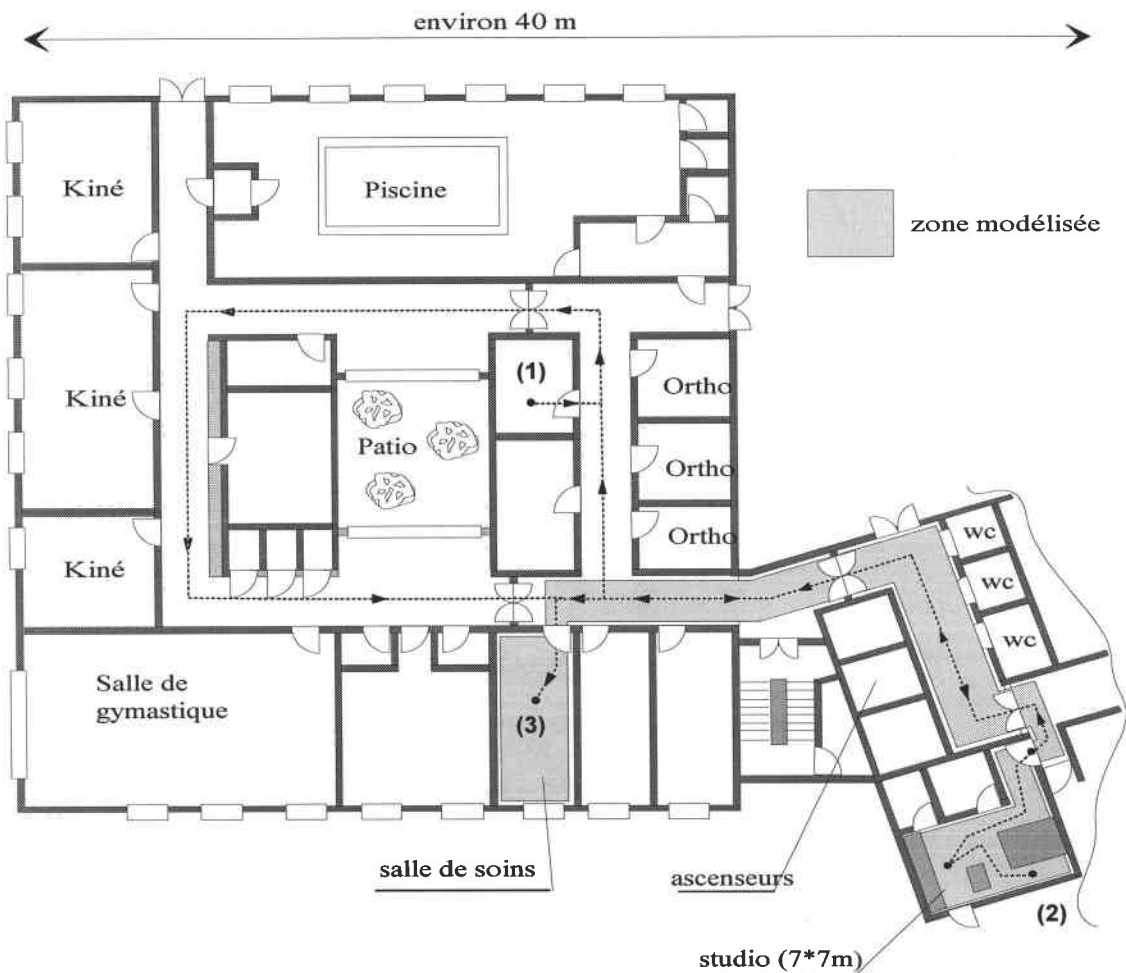 environ 40 m
Kiné
Piscine
zone modélisée
(1)
Ortho
Kiné
Patio
Ortho
Ortho
Kiné
wc
wc
wc
Salle de
gymastique
(3)
salle de soins
ascenseurs
(2)
studio (7*7m)